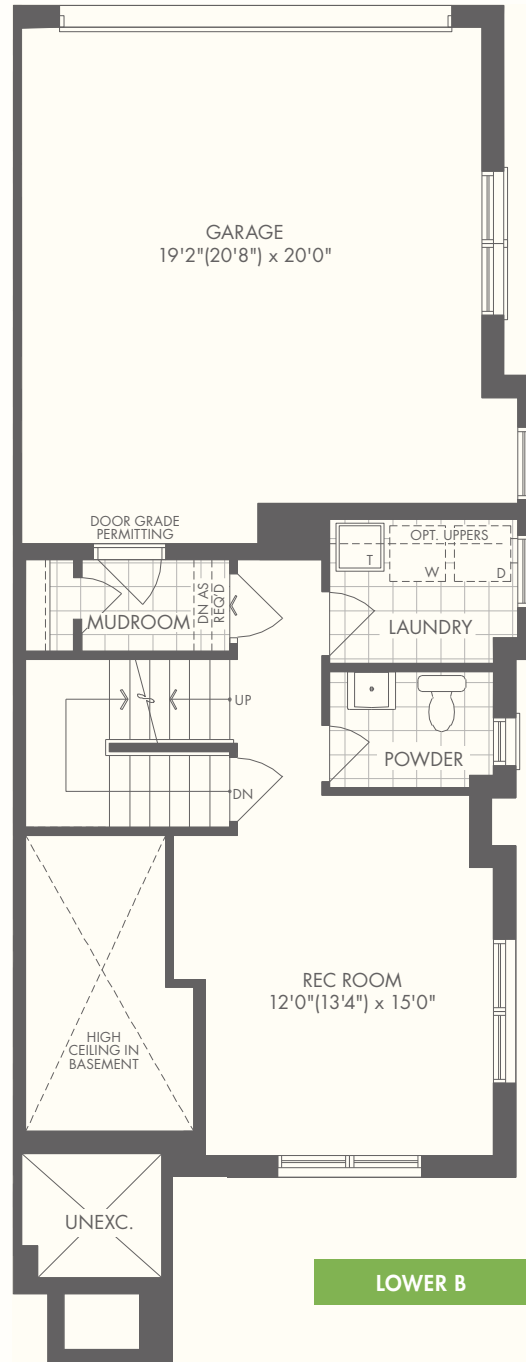 GARAGE
19'2"(20'8") x 20'0"
DOOR GRADE
PERMITTING
OPT. UPPERS
T
W
D
MUDROOM
DN AS
REQ'D
LAUNDRY
UP
POWDER
DN
REC ROOM
12'0"(13'4") x 15'0"
HIGH
CEILING IN
BASEMENT
UNEXC.
LOWER B